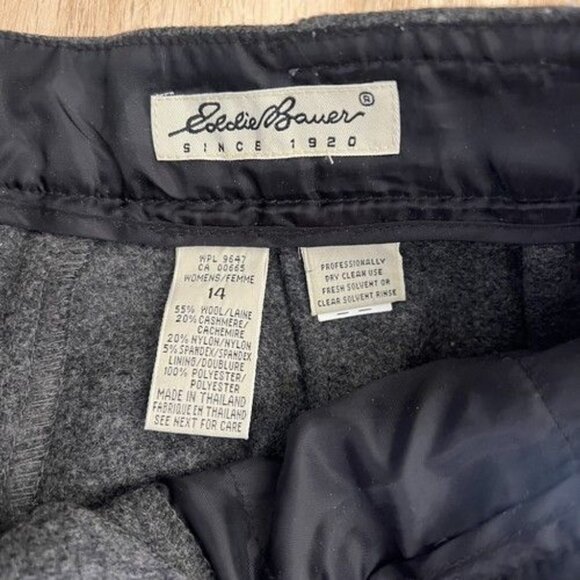 Eddie Bauer®
SINCE 1920
WPL 9647
CA 00665
WOMENS/FEMME
14
55% WOOL/LAINE
20% CASHMERE/
CACHEMIRE
20% NYLON/NYLON
5% SPANDEX/SPANDEX
LINING/DOUBLURE
100% POLYESTER/
POLYESTER
MADE IN THAILAND
FABRIQUE EN THAILAND
SEE NEXT FOR CARE
PROFESSIONALLY
DRY CLEAN USE
FRESH SOLVENT OR
CLEAR SOLVENT RINSE